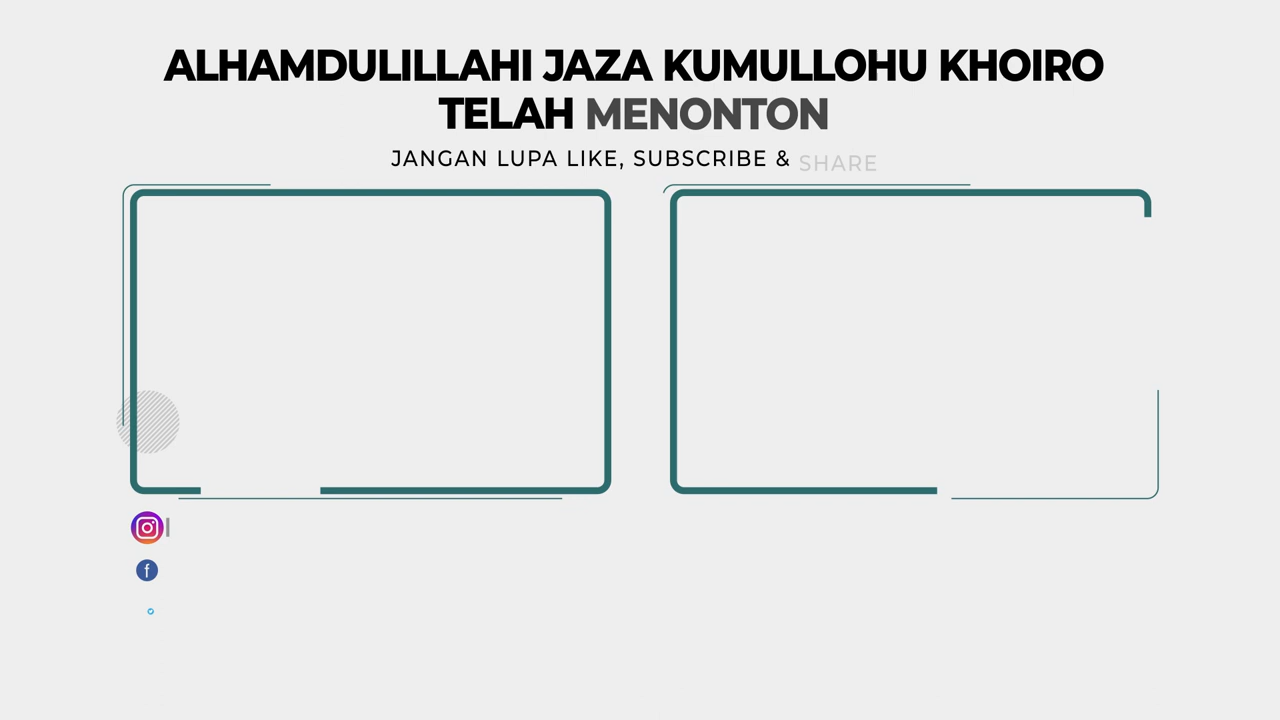 ALHAMDULILLAHI JAZA KUMULLOHU KHOIRO
TELAH MENONTON
JANGAN LUPA LIKE, SUBSCRIBE & SHARE